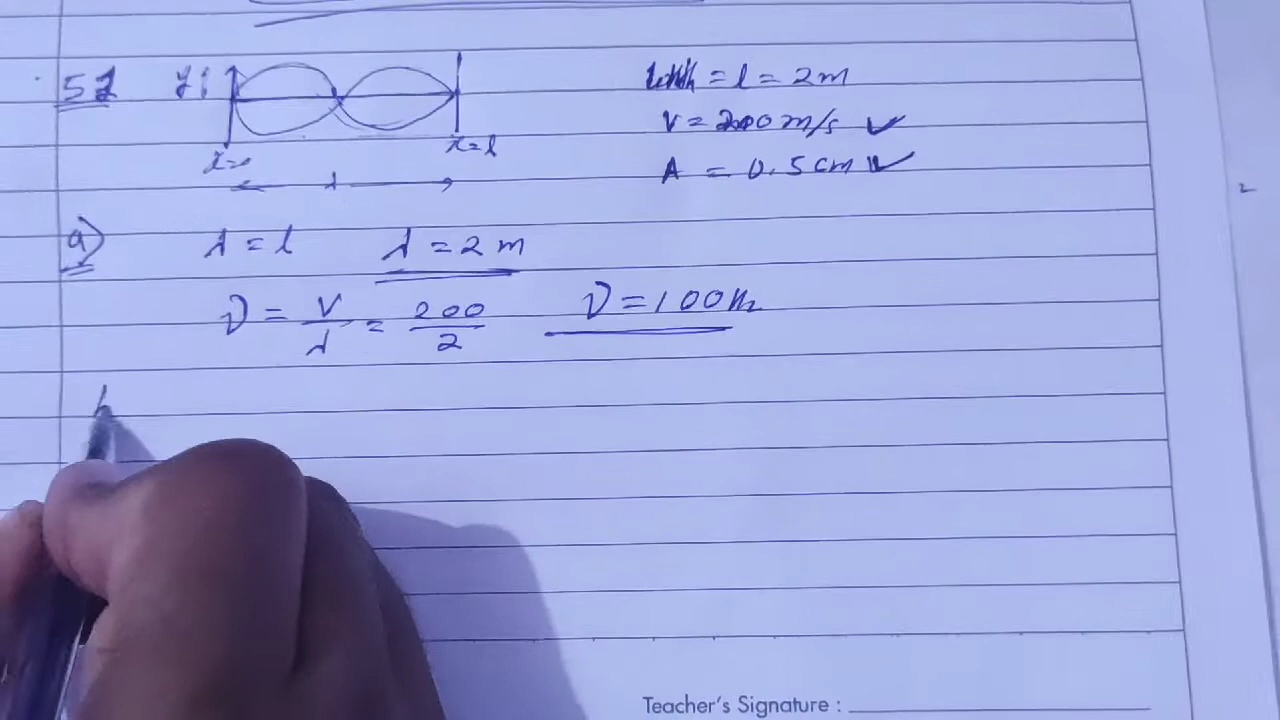 52
length = l = 2m
V = 200 m/s ✓
A = 0.5 cm ✓
x=0
x=l
λ
a)
λ = l λ = 2 m
ν = V/λ = 200/2 ν = 100 Hz
Teacher's Signature :